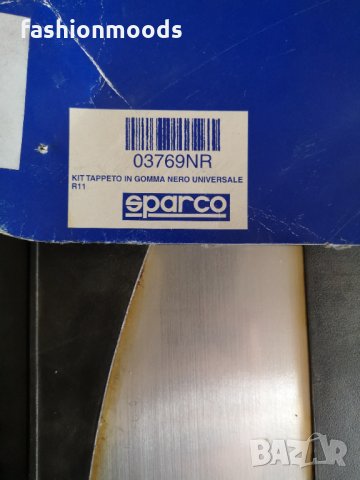 fashionmoods
03769NR
KIT TAPPETO IN GOMMA NERO UNIVERSALE
R11
sparco
BAZAR